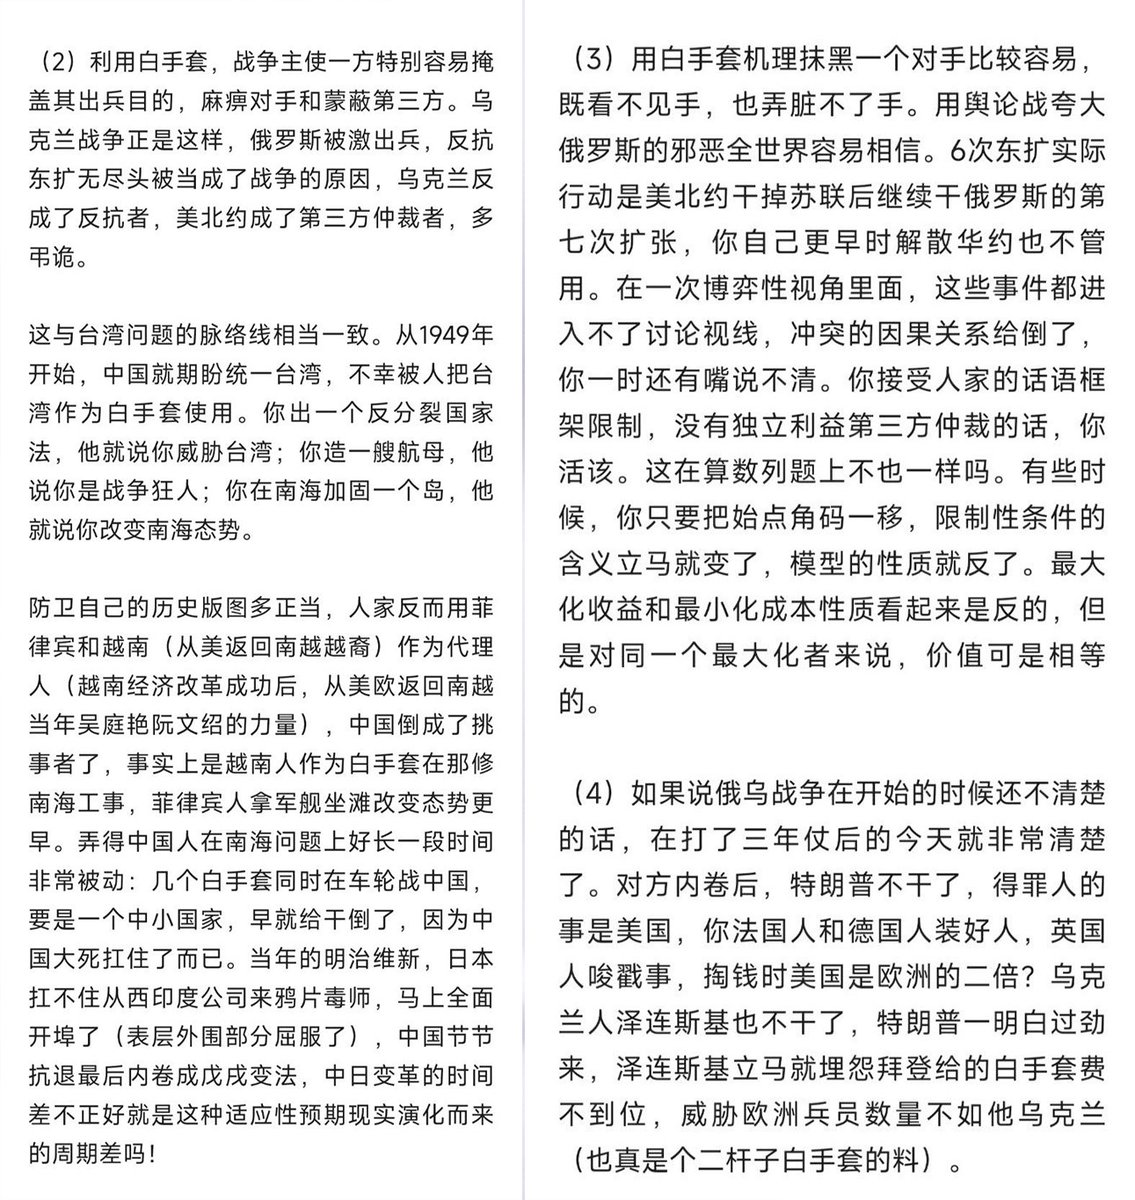 （2）利用白手套，战争主使一方特别容易掩
盖其出兵目的，麻痹对手和蒙蔽第三方。乌
克兰战争正是这样，俄罗斯被激出兵，反抗
东扩无尽头被当成了战争的原因，乌克兰反
成了反抗者，美北约成了第三方仲裁者，多
弔诡。
这与台湾问题的脉络线相当一致。从1949年
开始，中国就期盼统一台湾，不幸被人把台
湾作为白手套使用。你出一个反分裂国家
法，他就说你威胁台湾；你造一艘航母，他
说你是战争狂人；你在南海加固一个岛，他
就说你改变南海态势。
防卫自己的历史版图多正当，人家反而用菲
律宾和越南（从美返回南越越裔）作为代理
人（越南经济改革成功后，从美欧返回南越
当年吴庭艳阮文绍的力量），中国倒成了挑
事者了，事实上是越南人作为白手套在那修
南海工事，菲律宾人拿军舰坐滩改变态势更
早。弄得中国人在南海问题上好长一段时间
非常被动：几个白手套同时在车轮战中国，
要是一个中小国家，早就给干倒了，因为中
国大死扛住了而已。当年的明治维新，日本
扛不住从西印度公司来鸦片毒师，马上全面
开埠了（表层外围部分屈服了），中国节节
抗退最后内卷成戊戌变法，中日变革的时间
差不正好就是这种适应性预期现实演化而来
的周期差吗！
（3）用白手套机理抹黑一个对手比较容易，
既看不见手，也弄脏不了手。用舆论战夸大
俄罗斯的邪恶全世界容易相信。6次东扩实际
行动是美北约干掉苏联后继续干俄罗斯的第
七次扩张，你自己更早时解散华约也不管
用。在一次博弈性视角里面，这些事件都进
入不了讨论视线，冲突的因果关系给倒了，
你一时还有嘴说不清。你接受人家的话语框
架限制，没有独立利益第三方仲裁的话，你
活该。这在算数列题上不也一样吗。有些时
候，你只要把始点角码一移，限制性条件的
含义立马就变了，模型的性质就反了。最大
化收益和最小化成本性质看起来是反的，但
是对同一个最大化者来说，价值可是相等
的。
（4）如果说俄乌战争在开始的时候还不清楚
的话，在打了三年仗后的今天就非常清楚
了。对方内卷后，特朗普不干了，得罪人的
事是美国，你法国人和德国人装好人，英国
人唆戳事，掏钱时美国是欧洲的二倍？乌克
兰人泽连斯基也不干了，特朗普一明白过劲
来，泽连斯基立马就埋怨拜登给的白手套费
不到位，威胁欧洲兵员数量不如他乌克兰
（也真是个二杆子白手套的料）。